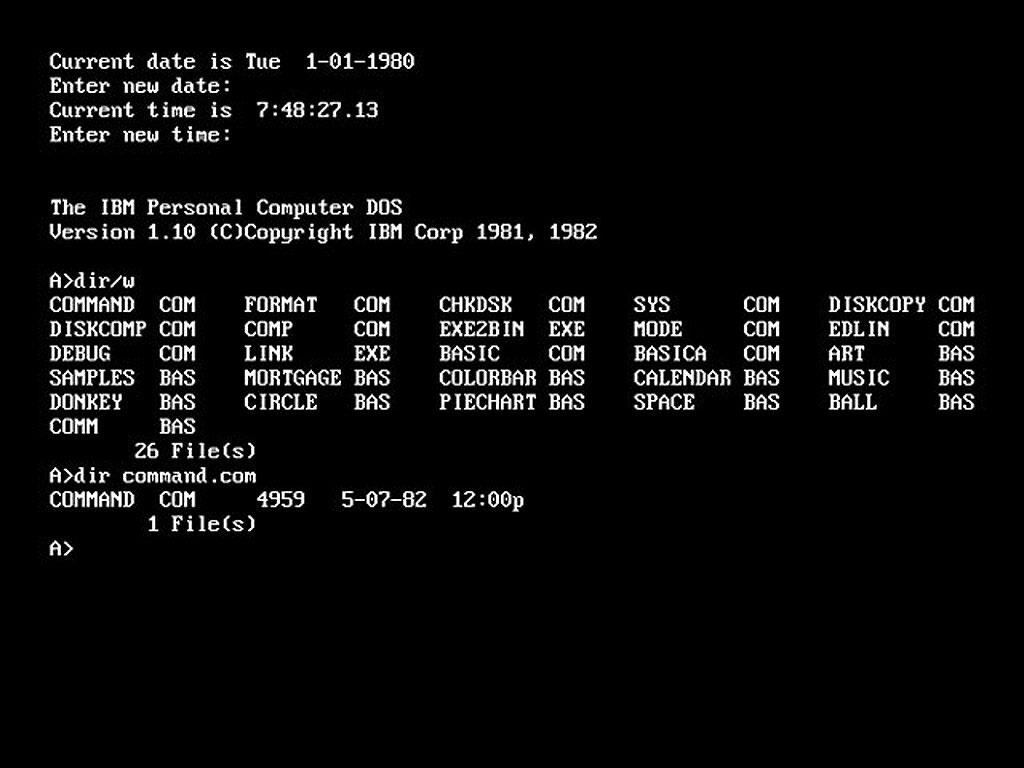 Current date is Tue  1-01-1980
Enter new date:
Current time is  7:48:27.13
Enter new time:
The IBM Personal Computer DOS
Version 1.10 (C)Copyright IBM Corp 1981, 1982
A>dir/w
COMMAND  COM    FORMAT   COM    CHKDSK   COM    SYS      COM    DISKCOPY COM
DISKCOMP COM    COMP     COM    EXE2BIN  EXE    MODE     COM    EDLIN    COM
DEBUG    COM    LINK     EXE    BASIC    COM    BASICA   COM    ART      BAS
SAMPLES  BAS    MORTGAGE BAS    COLORBAR BAS    CALENDAR BAS    MUSIC    BAS
DONKEY   BAS    CIRCLE   BAS    PIECHART BAS    SPACE    BAS    BALL     BAS
COMM     BAS
       26 File(s)
A>dir command.com
COMMAND  COM     4959   5-07-82  12:00p
        1 File(s)
A>